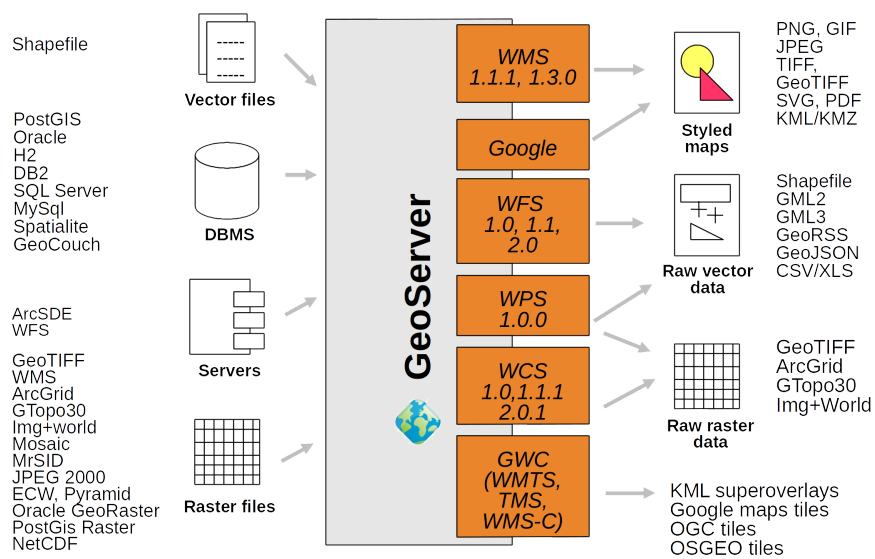 Shapefile
Vector files
PostGIS
Oracle
H2
DB2
SQL Server
MySql
Spatialite
GeoCouch
DBMS
ArcSDE
WFS
Servers
GeoTIFF
WMS
ArcGrid
GTopo30
Img+world
Mosaic
MrSID
JPEG 2000
ECW, Pyramid
Oracle GeoRaster
PostGis Raster
NetCDF
Raster files
GeoServer
WMS
1.1.1, 1.3.0
Google
WFS
1.0, 1.1,
2.0
WPS
1.0.0
WCS
1.0,1.1.1
2.0.1
GWC
(WMTS,
TMS,
WMS-C)
Styled
maps
PNG, GIF
JPEG
TIFF,
GeoTIFF
SVG, PDF
KML/KMZ
Raw vector
data
Shapefile
GML2
GML3
GeoRSS
GeoJSON
CSV/XLS
Raw raster
data
GeoTIFF
ArcGrid
GTopo30
Img+World
KML superoverlays
Google maps tiles
OGC tiles
OSGEO tiles